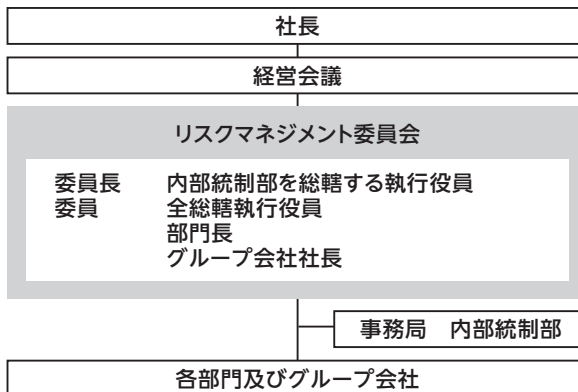 社長
経営会議
リスクマネジメント委員会
委員長　内部統制部を総轄する執行役員
委員　全総轄執行役員
部門長
グループ会社社長
事務局　内部統制部
各部門及びグループ会社